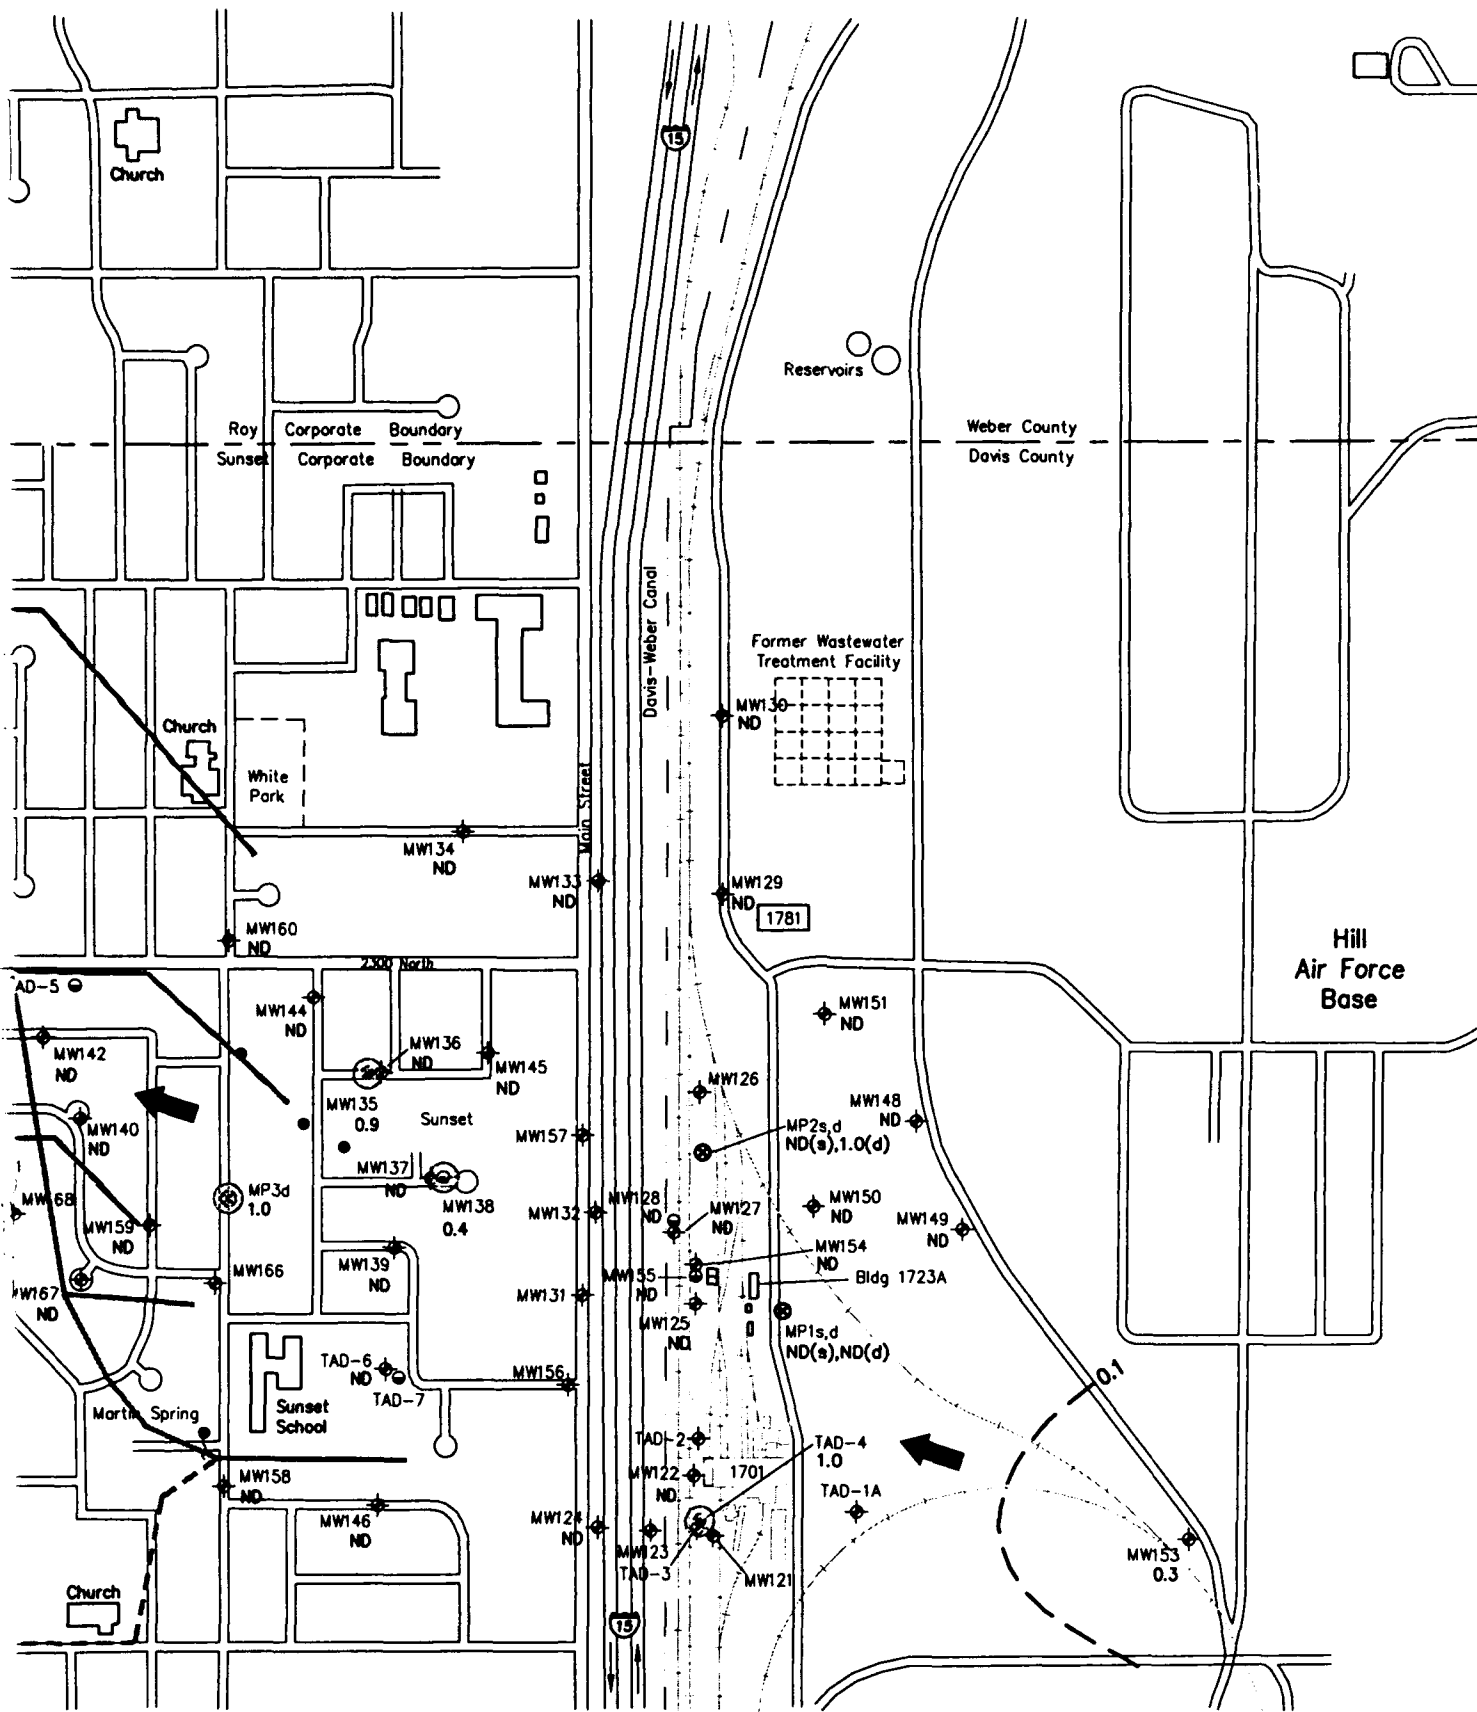 15
Church
Reservoirs
Roy Corporate Boundary
Sunset Corporate Boundary
Weber County
Davis County
Davis-Weber Canal
Former Wastewater
Treatment Facility
MW130
ND
Church
White
Park
Main Street
MW134
ND
MW133
ND
MW129
ND
1781
MW160
ND
Hill
Air Force
Base
2300 North
AD-5
MW144
ND
MW151
ND
MW142
ND
MW136
ND
MW145
ND
MW126
MW135
0.9
Sunset
MW148
ND
MW140
ND
MW157
MP2s,d
ND(s),1.0(d)
MW137
ND
MP3d
1.0
MW138
0.4
MW128
ND
MW127
ND
MW150
ND
MW132
MW149
ND
MW159
ND
MW139
ND
MW154
ND
MW166
MW155
ND
Bldg 1723A
W167
ND
MW131
MW125
ND
MP1s,d
ND(s),ND(d)
TAD-6
ND
TAD-7
MW156
0.1
Sunset
School
Martin Spring
TAD-2
TAD-4
1.0
MW122
ND
1701
MW158
ND
TAD-1A
MW146
ND
MW124
ND
MW123
TAD-3
MW121
MW153
0.3
Church
15